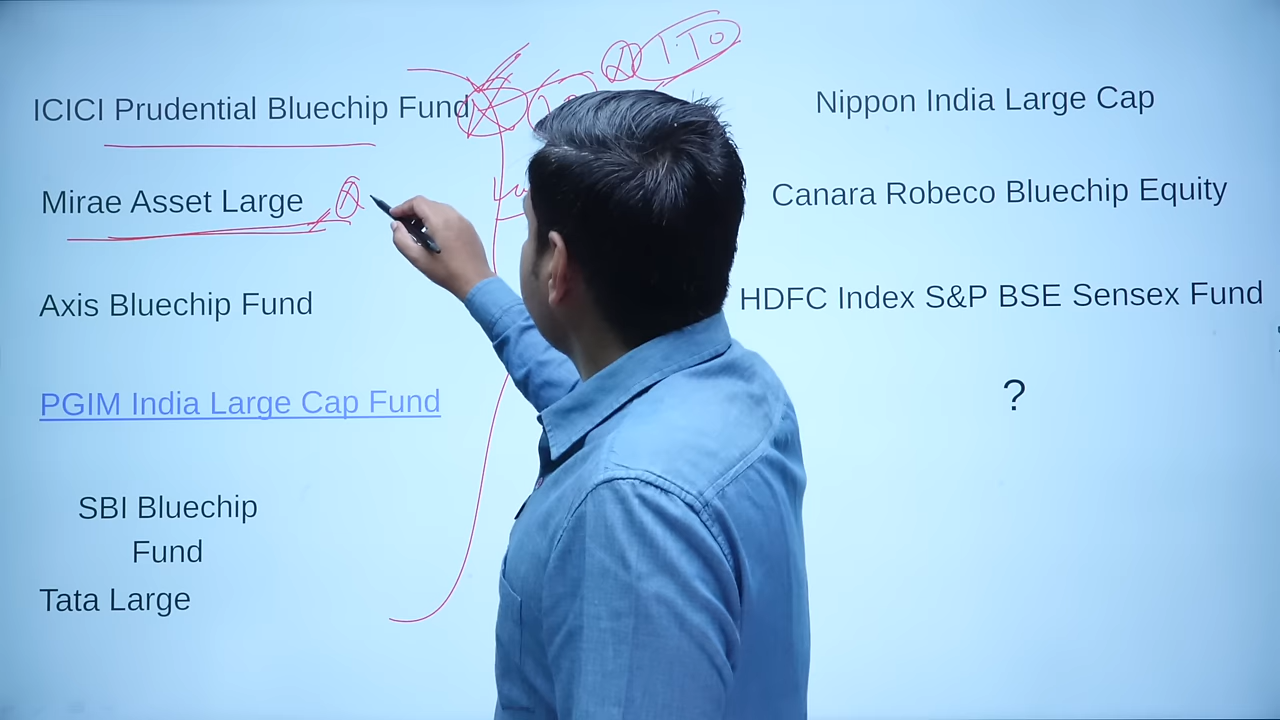 ICICI Prudential Bluechip Fund
Mirae Asset Large
Axis Bluechip Fund
PGIM India Large Cap Fund
SBI Bluechip
Fund
Tata Large
Nippon India Large Cap
Canara Robeco Bluechip Equity
HDFC Index S&P BSE Sensex Fund
?